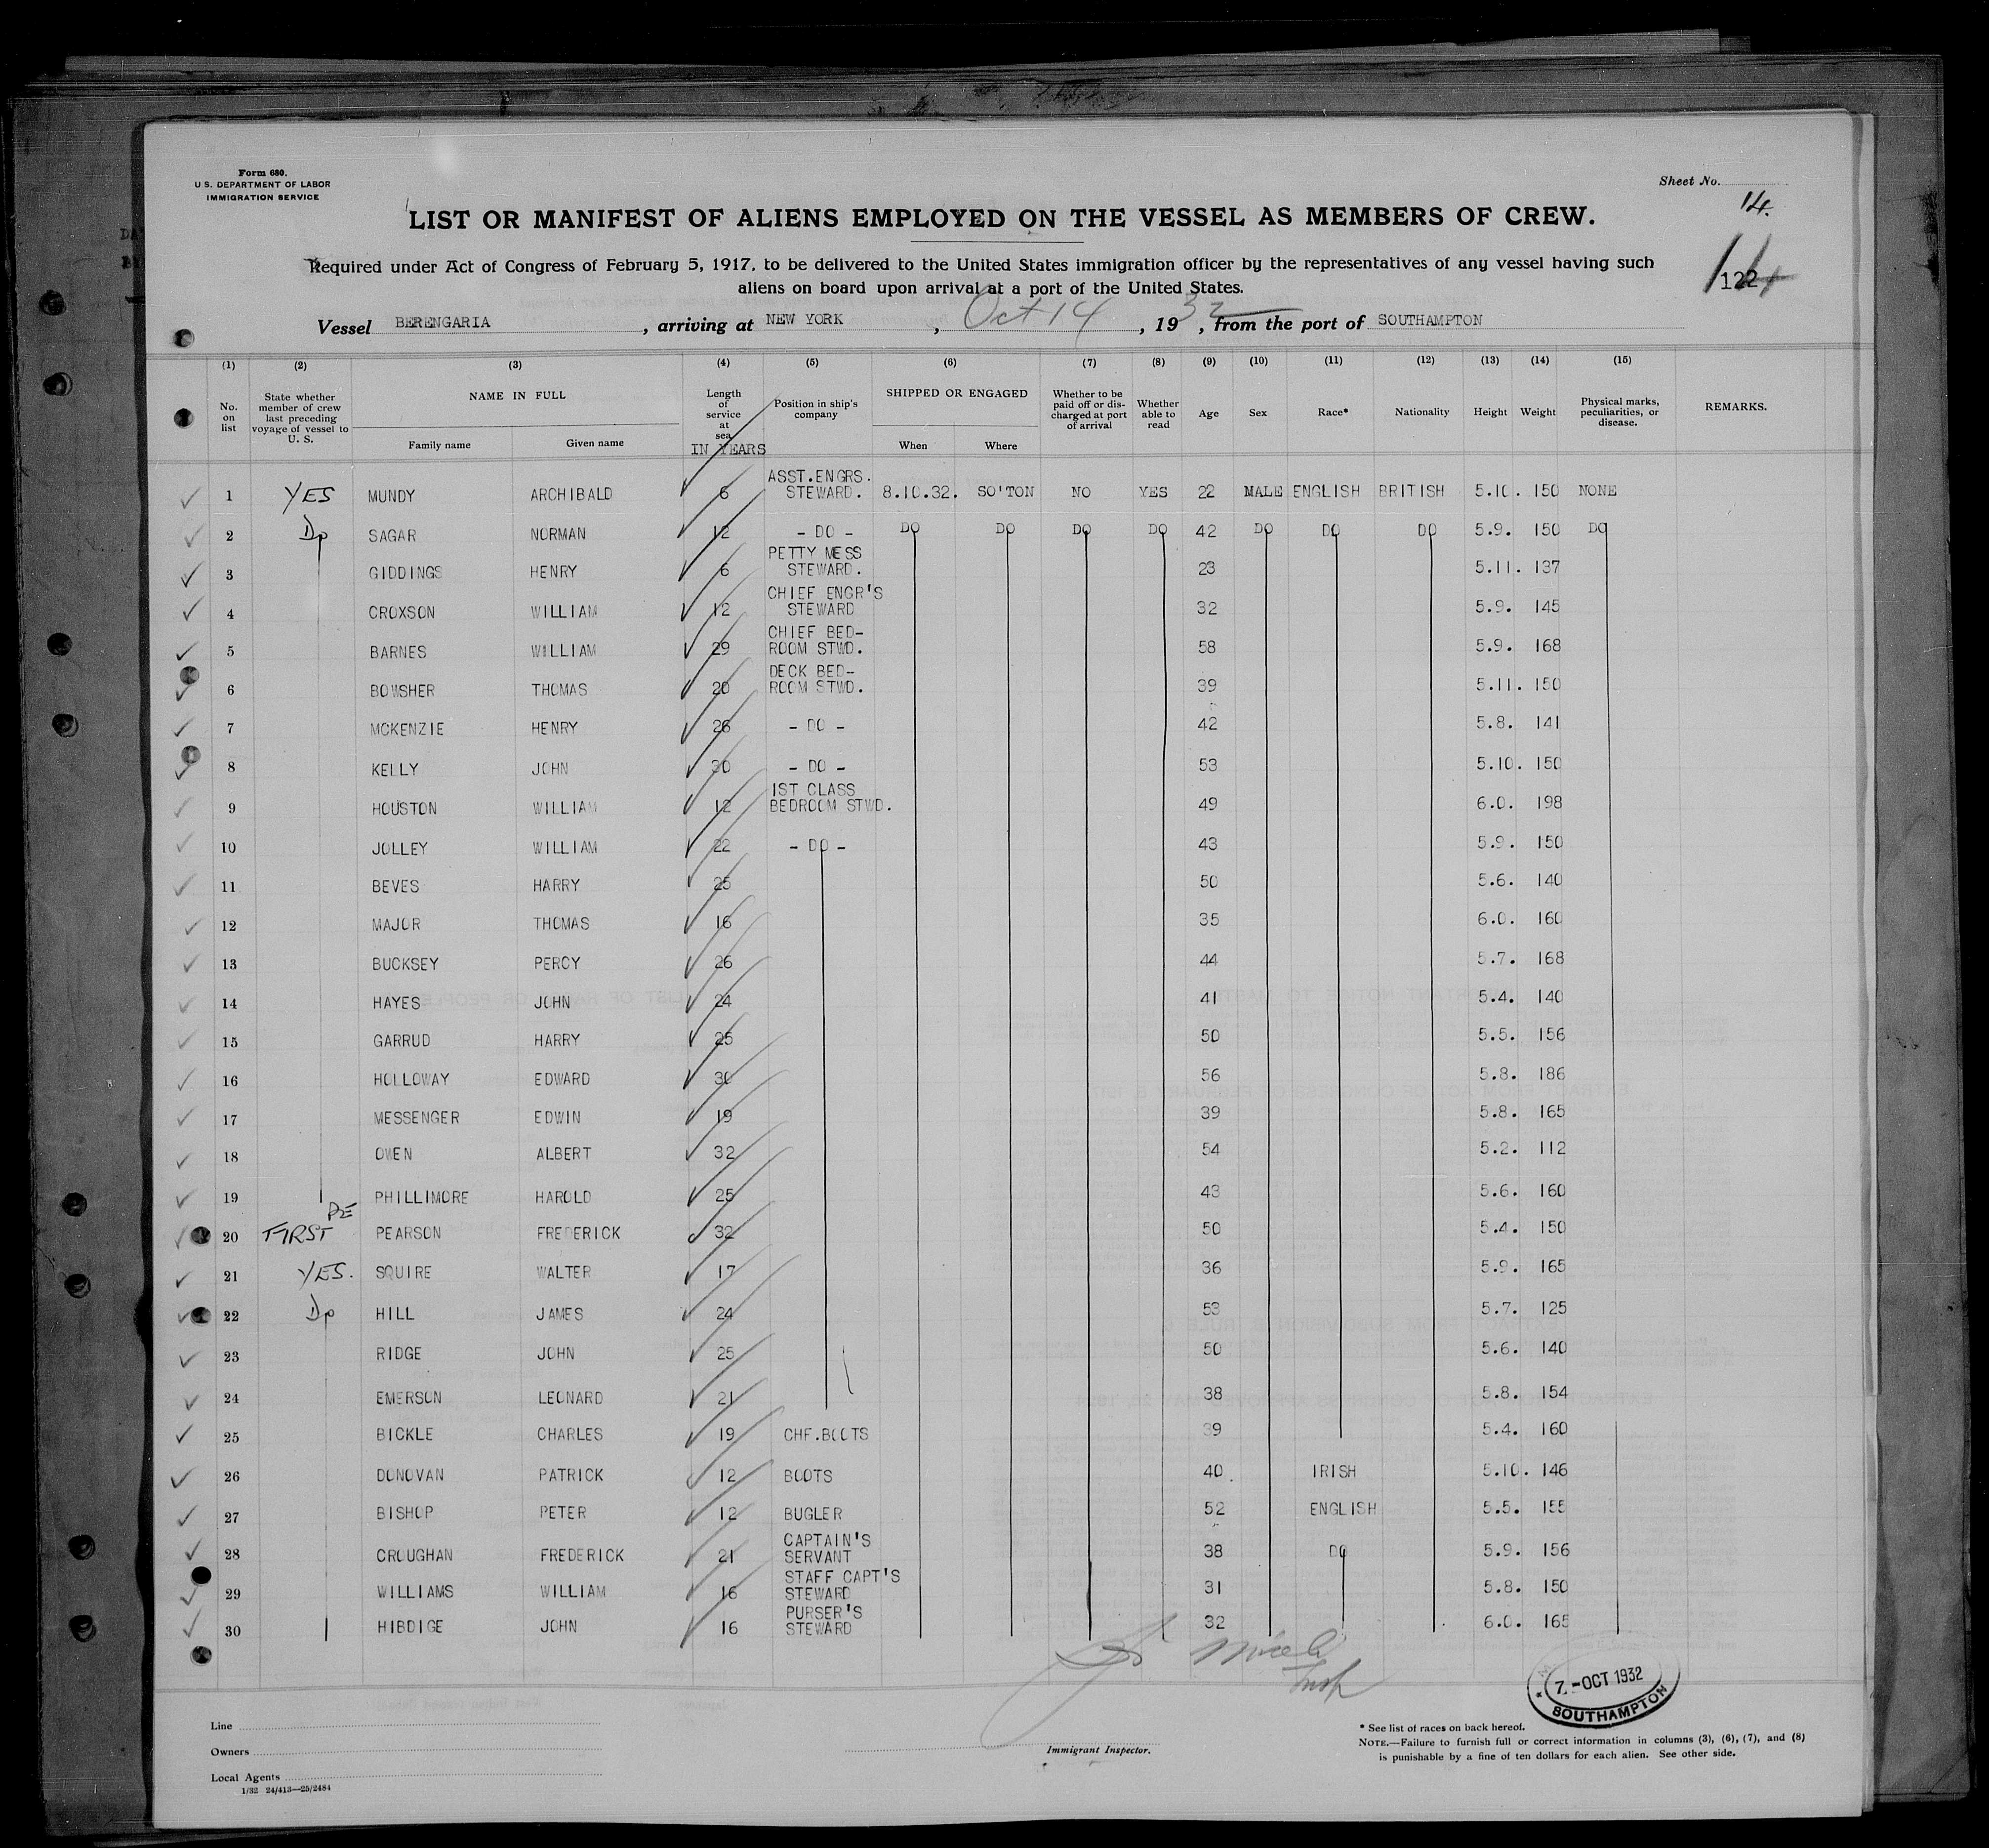 Form 680.
U. S. DEPARTMENT OF LABOR
IMMIGRATION SERVICE
Sheet No.
14.
LIST OR MANIFEST OF ALIENS EMPLOYED ON THE VESSEL AS MEMBERS OF CREW.
Required under Act of Congress of February 5, 1917, to be delivered to the United States immigration officer by the representatives of any vessel having such
aliens on board upon arrival at a port of the United States.
122
Vessel BERENGARIA, arriving at NEW YORK, Oct 14, 1932, from the port of SOUTHAMPTON
(1) (2) (3) (4) (5) (6) (7) (8) (9) (10) (11) (12) (13) (14) (15)
No. on list
State whether member of crew last preceding voyage of vessel to U. S.
NAME IN FULL
Family name Given name
Length of service at sea IN YEARS
Position in ship's company
SHIPPED OR ENGAGED
When Where
Whether to be paid off or discharged at port of arrival
Whether able to read
Age
Sex
Race*
Nationality
Height
Weight
Physical marks, peculiarities, or disease.
REMARKS.
1 YES MUNDY ARCHIBALD 6 ASST.ENGRS. STEWARD. 8.10.32. SO'TON NO YES 22 MALE ENGLISH BRITISH 5.10. 150 NONE
2 Do SAGAR NORMAN 12 - DO - DO DO DO DO 42 DO DO DO 5.9. 150 DO
3 GIDDINGS HENRY 6 PETTY MESS STEWARD. 23 5.11. 137
4 CROXSON WILLIAM 12 CHIEF ENGR'S STEWARD 32 5.9. 145
5 BARNES WILLIAM 29 CHIEF BED- ROOM STWD. 58 5.9. 168
6 BOWSHER THOMAS 20 DECK BED- ROOM STWD. 39 5.11. 150
7 MCKENZIE HENRY 26 - DO - 42 5.8. 141
8 KELLY JOHN 30 - DO - 53 5.10. 150
9 HOUSTON WILLIAM 12 1ST CLASS BEDROOM STWD. 49 6.0. 198
10 JOLLEY WILLIAM 22 - DO - 43 5.9. 150
11 BEVES HARRY 25 50 5.6. 140
12 MAJOR THOMAS 16 35 6.0. 160
13 BUCKSEY PERCY 26 44 5.7. 168
14 HAYES JOHN 24 41 5.4. 140
15 GARRUD HARRY 25 50 5.5. 156
16 HOLLOWAY EDWARD 30 56 5.8. 186
17 MESSENGER EDWIN 19 39 5.8. 165
18 OWEN ALBERT 32 54 5.2. 112
19 PHILLIMORE HAROLD 25 43 5.6. 160
20 FIRST PEARSON FREDERICK 32 50 5.4. 150
21 YES. SQUIRE WALTER 17 36 5.9. 165
22 Do HILL JAMES 24 53 5.7. 125
23 RIDGE JOHN 25 50 5.6. 140
24 EMERSON LEONARD 21 38 5.8. 154
25 BICKLE CHARLES 19 CHF.BOOTS 39 5.4. 160
26 DONOVAN PATRICK 12 BOOTS 40 IRISH 5.10. 146
27 BISHOP PETER 12 BUGLER 52 ENGLISH 5.5. 155
28 CROUGHAN FREDERICK 21 CAPTAIN'S SERVANT 38 DO 5.9. 156
29 WILLIAMS WILLIAM 16 STAFF CAPT'S STEWARD 31 5.8. 150
30 HIBDIGE JOHN 16 PURSER'S STEWARD 32 6.0. 165
Insp
7-OCT 1932
SOUTHAMPTON
Line
Owners
Local Agents
1/32 24/413—25/2484
Immigrant Inspector.
* See list of races on back hereof.
NOTE.—Failure to furnish full or correct information in columns (3), (6), (7), and (8)
is punishable by a fine of ten dollars for each alien. See other side.